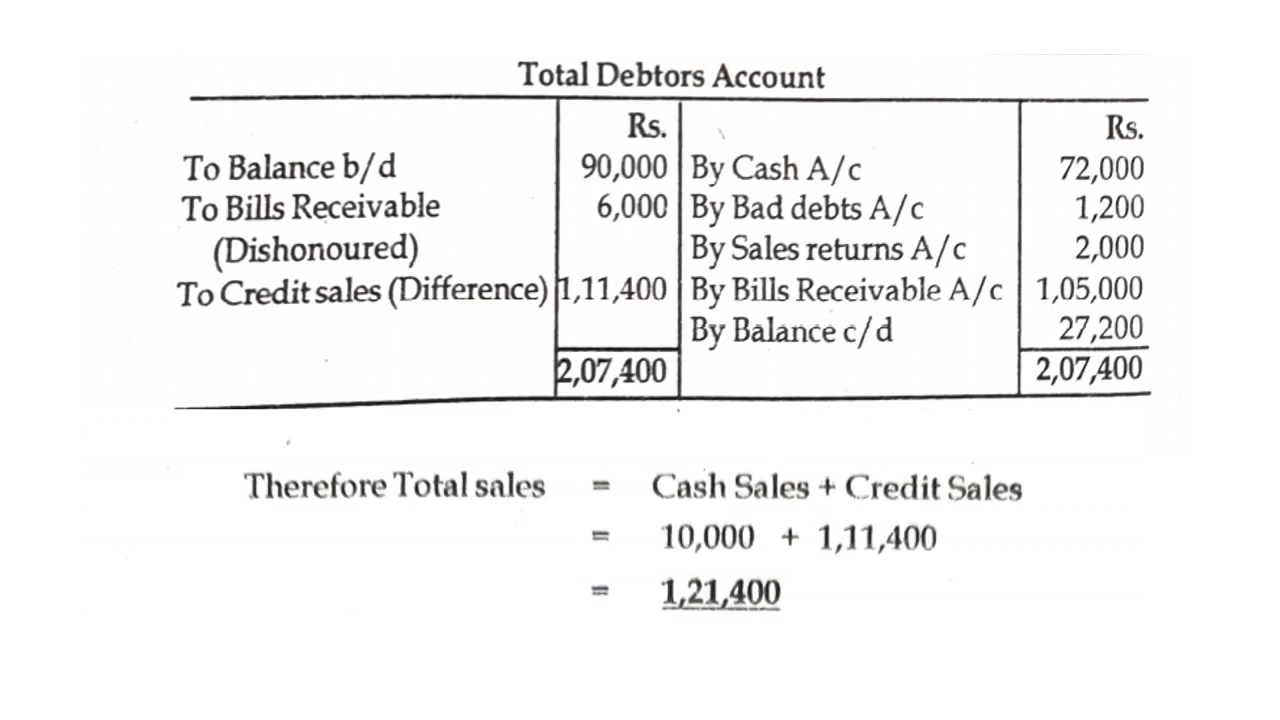 Total Debtors Account
Rs. Rs.
To Balance b/d 90,000 By Cash A/c 72,000
To Bills Receivable 6,000 By Bad debts A/c 1,200
(Dishonoured) By Sales returns A/c 2,000
To Credit sales (Difference) 1,11,400 By Bills Receivable A/c 1,05,000
By Balance c/d 27,200
2,07,400 2,07,400
Therefore Total sales = Cash Sales + Credit Sales
= 10,000 + 1,11,400
= 1,21,400